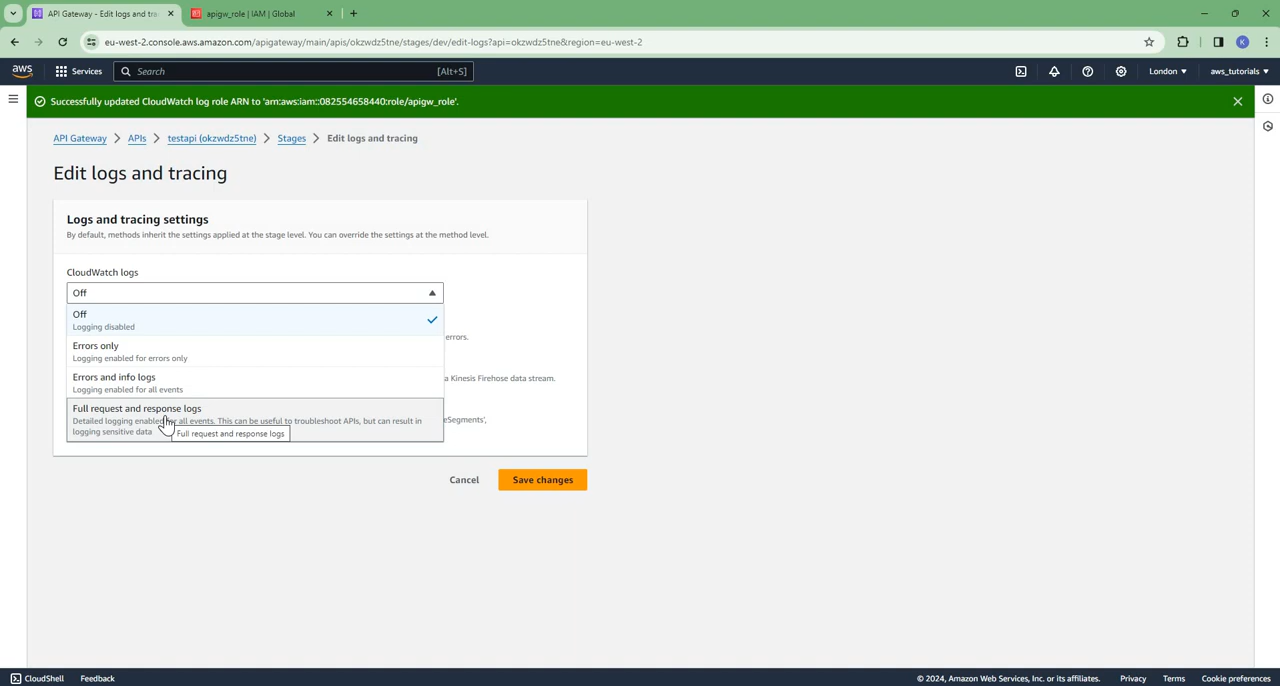 API Gateway - Edit logs and tra
apigw_role | IAM | Global
eu-west-2.console.aws.amazon.com/apigateway/main/apis/okzwdz5tne/stages/dev/edit-logs?api=okzwdz5tne&region=eu-west-2
K
aws
Services
Search
[Alt+S]
London
aws_tutorials
Successfully updated CloudWatch log role ARN to 'arn:aws:iam::082554658440:role/apigw_role'.
API Gateway > APIs > testapi (okzwdz5tne) > Stages > Edit logs and tracing
Edit logs and tracing
Logs and tracing settings
By default, methods inherit the settings applied at the stage level. You can override the settings at the method level.
CloudWatch logs
Off
Off
Logging disabled
errors.
Errors only
Logging enabled for errors only
Errors and info logs
a Kinesis Firehose data stream.
Logging enabled for all events
Full request and response logs
Detailed logging enabled for all events. This can be useful to troubleshoot APIs, but can result in
logging sensitive data
eSegments',
Full request and response logs
Cancel
Save changes
CloudShell
Feedback
© 2024, Amazon Web Services, Inc. or its affiliates.
Privacy
Terms
Cookie preferences